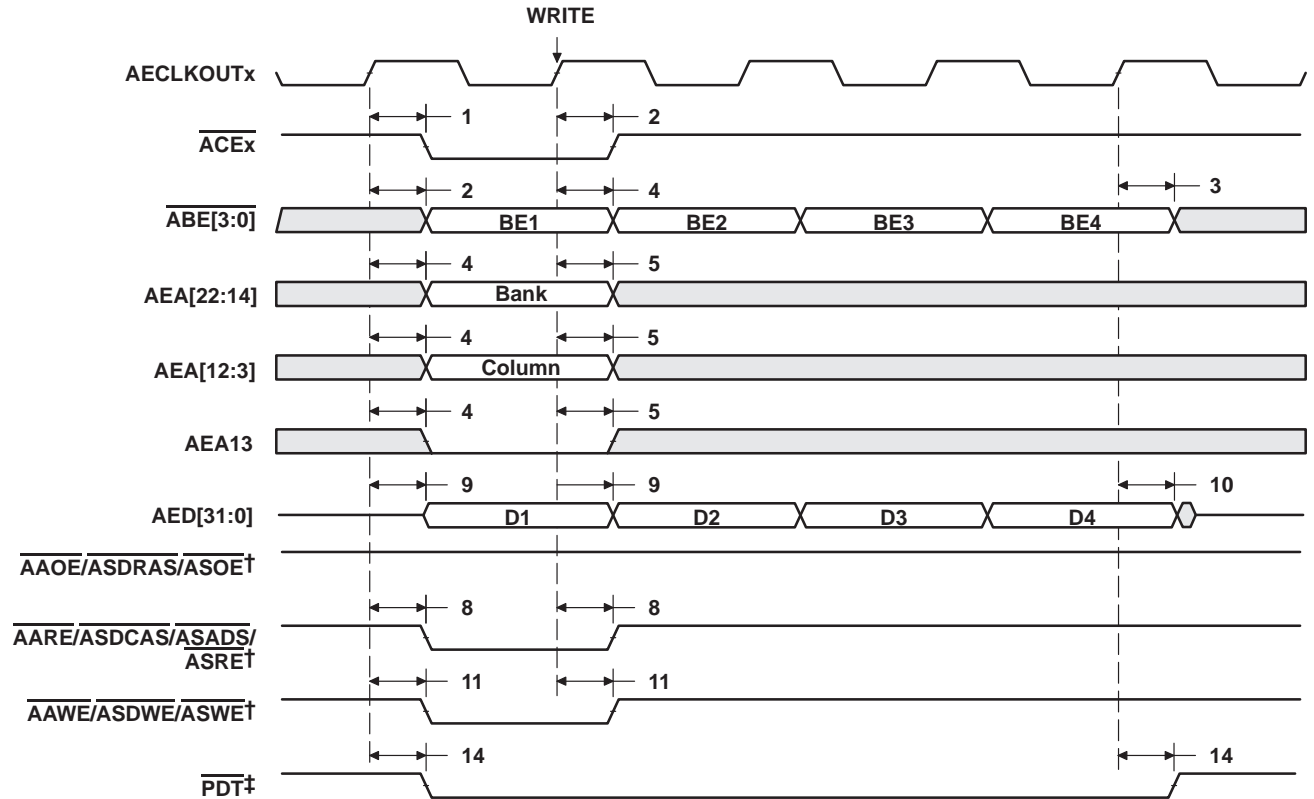 WRITE
AECLKOUTx
1 2
ACEx
2 4 3
ABE[3:0] BE1 BE2 BE3 BE4
4 5
AEA[22:14] Bank
4 5
AEA[12:3] Column
4 5
AEA13
9 9 10
AED[31:0] D1 D2 D3 D4
AAOE/ASDRAS/ASOE†
8 8
AARE/ASDCAS/ASADS/
ASRE†
11 11
AAWE/ASDWE/ASWE†
14 14
PDT‡